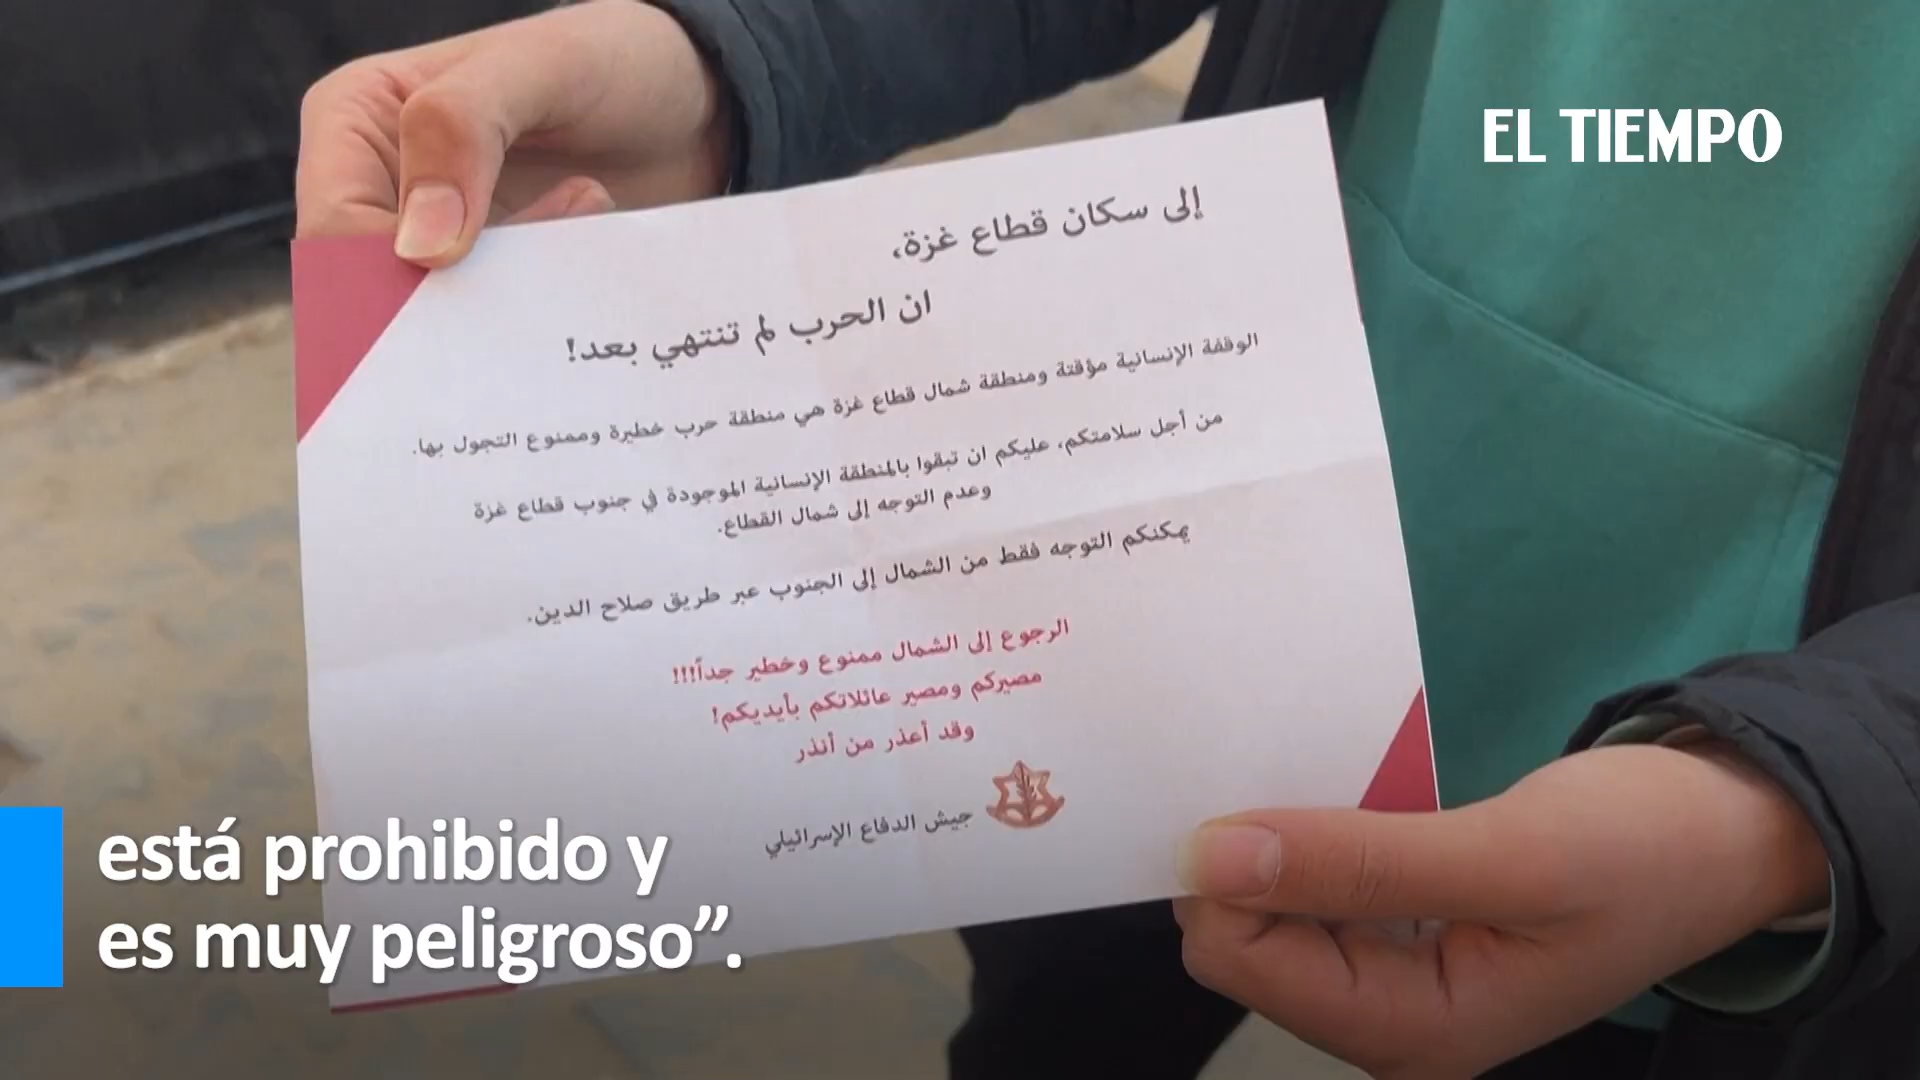 EL TIEMPO
إلى سكان قطاع غزة،
ان الحرب لم تنتهي بعد!
الوقفة الإنسانية مؤقتة ومنطقة شمال قطاع غزة هي منطقة حرب خطيرة وممنوع التجول بها.
من أجل سلامتكم، عليكم ان تبقوا بالمنطقة الإنسانية الموجودة في جنوب قطاع غزة
وعدم التوجه إلى شمال القطاع.
يمكنكم التوجه فقط من الشمال إلى الجنوب عبر طريق صلاح الدين.
الرجوع إلى الشمال ممنوع وخطير جداً!!!
مصيركم ومصير عائلاتكم بأيديكم!
وقد أعذر من أنذر
جيش الدفاع الإسرائيلي
está prohibido y
es muy peligroso”.